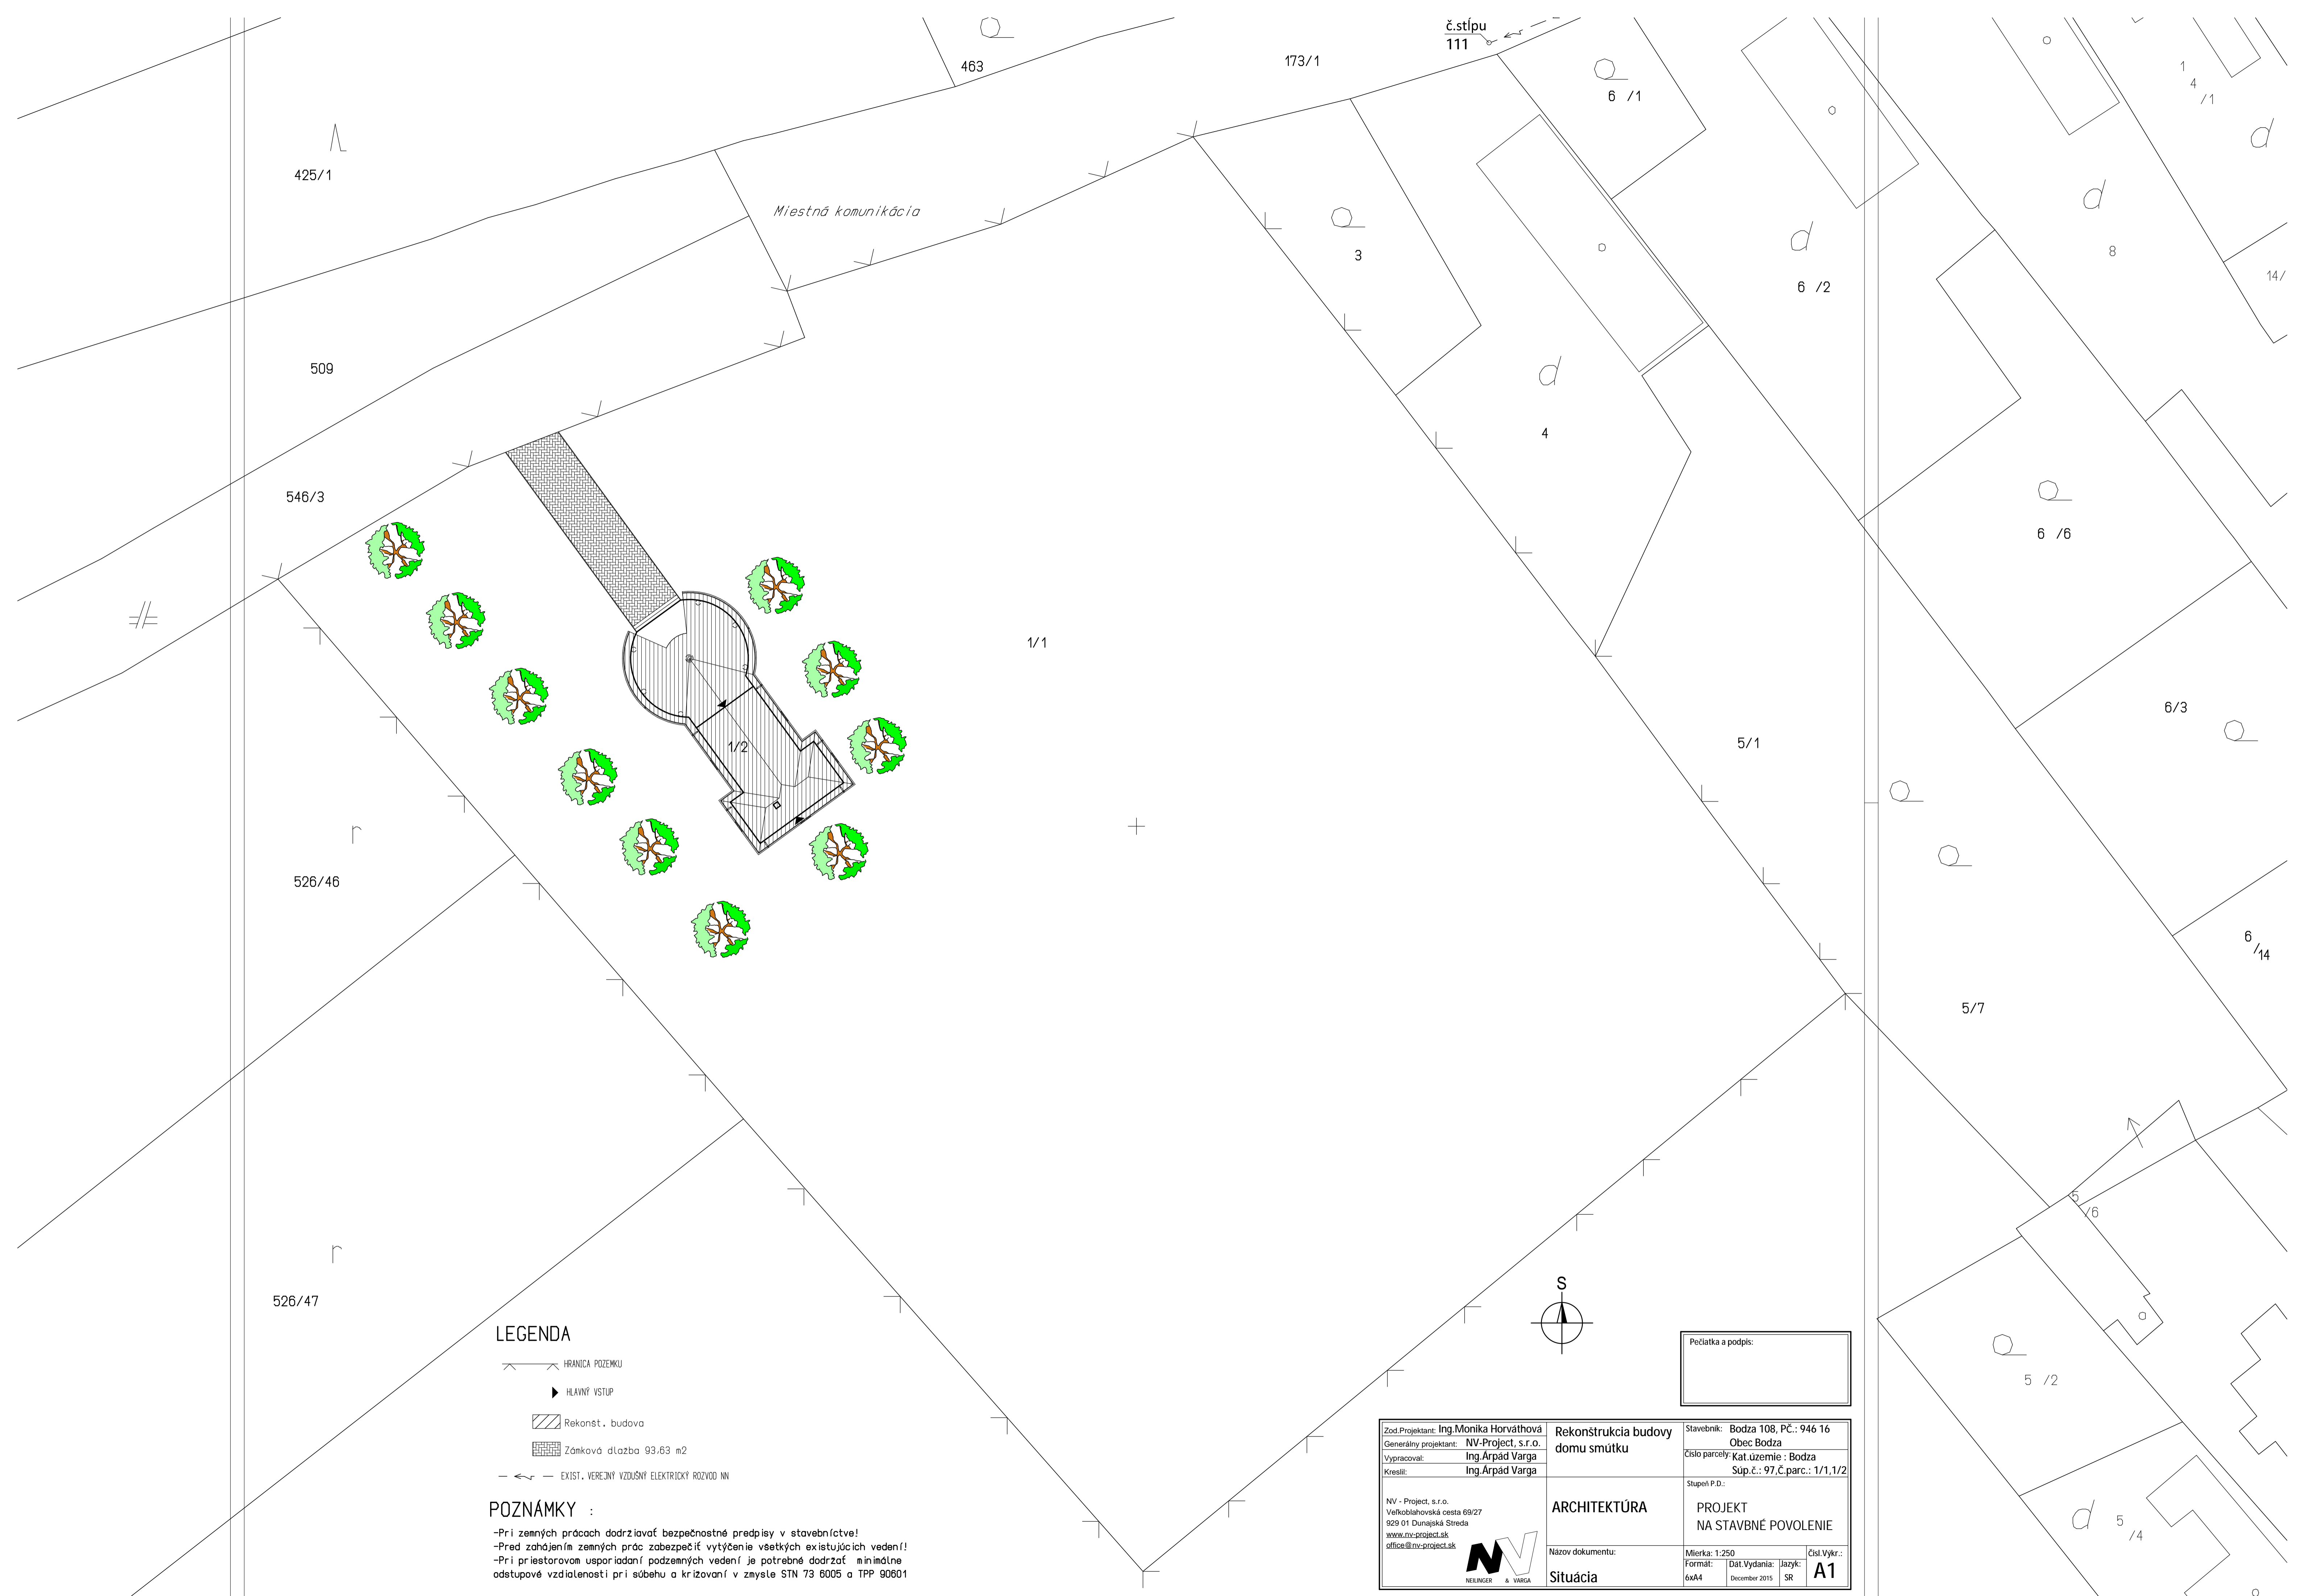 č.stĺpu
111
463
173/1
6 /1
1
4
/1
425/1
Miestná komunikácia
3
6 /2
8
14/
509
4
546/3
6 /6
1/1
6/3
5/1
1/2
526/46
6
/14
5/7
5
/6
526/47
S
LEGENDA
HRANICA POZEMKU
HLAVNÝ VSTUP
Rekonšt. budova
Zámková dlažba 93.63 m2
EXIST. VEREJNÝ VZDUŠNÝ ELEKTRICKÝ ROZVOD NN
POZNÁMKY :
-Pri zemných prácach dodržiavať bezpečnostné predpisy v stavebníctve!
-Pred zahájením zemných prác zabezpečiť vytýčenie všetkých existujúcich vedení!
-Pri priestorovom usporiadaní podzemných vedení je potrebné dodržať minimálne
odstupové vzdialenosti pri súbehu a križovaní v zmysle STN 73 6005 a TPP 90601
5 /2
5
/4
Pečiatka a podpis:
Zod.Projektant: Ing.Monika Horváthová
Generálny projektant: NV-Project, s.r.o.
Vypracoval: Ing.Árpád Varga
Kreslil: Ing.Árpád Varga
Rekonštrukcia budovy
domu smútku
Stavebník: Bodza 108, PČ.: 946 16
Obec Bodza
Číslo parcely: Kat.územie : Bodza
Súp.č.: 97,Č.parc.: 1/1,1/2
NV - Project, s.r.o.
Veľkoblahovská cesta 69/27
929 01 Dunajská Streda
www.nv-project.sk
office@nv-project.sk
NV
NEILINGER & VARGA
ARCHITEKTÚRA
Stupeň P.D.:
PROJEKT
NA STAVBNÉ POVOLENIE
Názov dokumentu:
Situácia
Mierka: 1:250
Formát:
6xA4
Dát.Vydania:
December 2015
Jazyk:
SR
Čísl.Výkr.:
A1